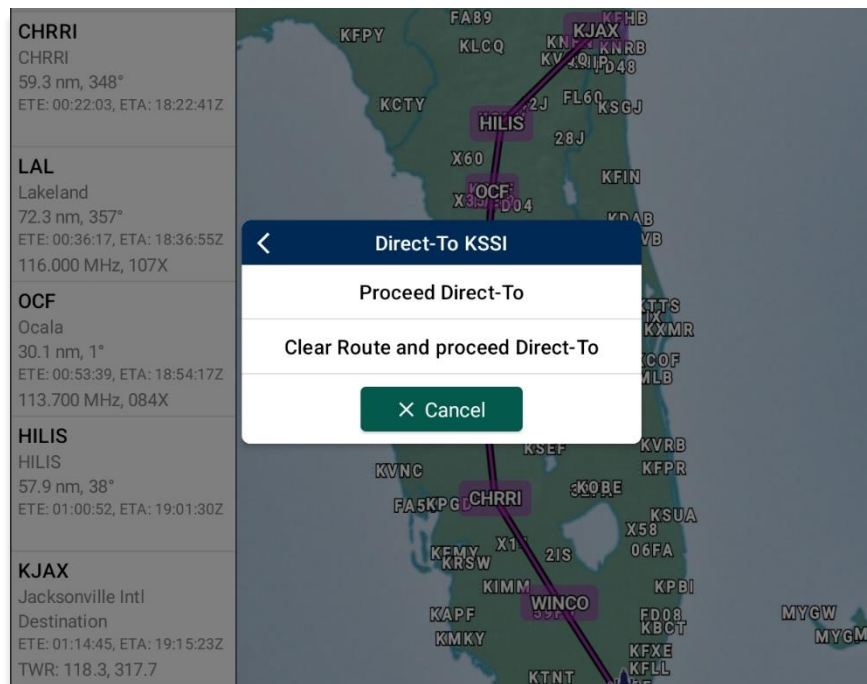 CHRRI
CHRRI
59.3 nm, 348°
ETE: 00:22:03, ETA: 18:22:41Z
LAL
Lakeland
72.3 nm, 357°
ETE: 00:36:17, ETA: 18:36:55Z
116.000 MHz, 107X
OCF
Ocala
30.1 nm, 1°
ETE: 00:53:39, ETA: 18:54:17Z
113.700 MHz, 084X
HILIS
HILIS
57.9 nm, 38°
ETE: 01:00:52, ETA: 19:01:30Z
KJAX
Jacksonville Intl
Destination
ETE: 01:14:45, ETA: 19:15:23Z
TWR: 118.3, 317.7
FA89
KFPY
KLCQ
KJAX
KNRB
KCTY
FL60
KSGJ
HILIS
28J
X60
KFIN
OCF
KDAB
Direct-To KSSI
Proceed Direct-To
KXMR
Clear Route and proceed Direct-To
Cancel
KSEF
KVRB
KVNC
KFPR
CHRRI
KSUA
X58
2IS
06FA
KRSW
KIMM
KPBI
WINCO
KAPF
FD08
MYGW
KBCT
KMKY
KFXE
KTNT
KFLL